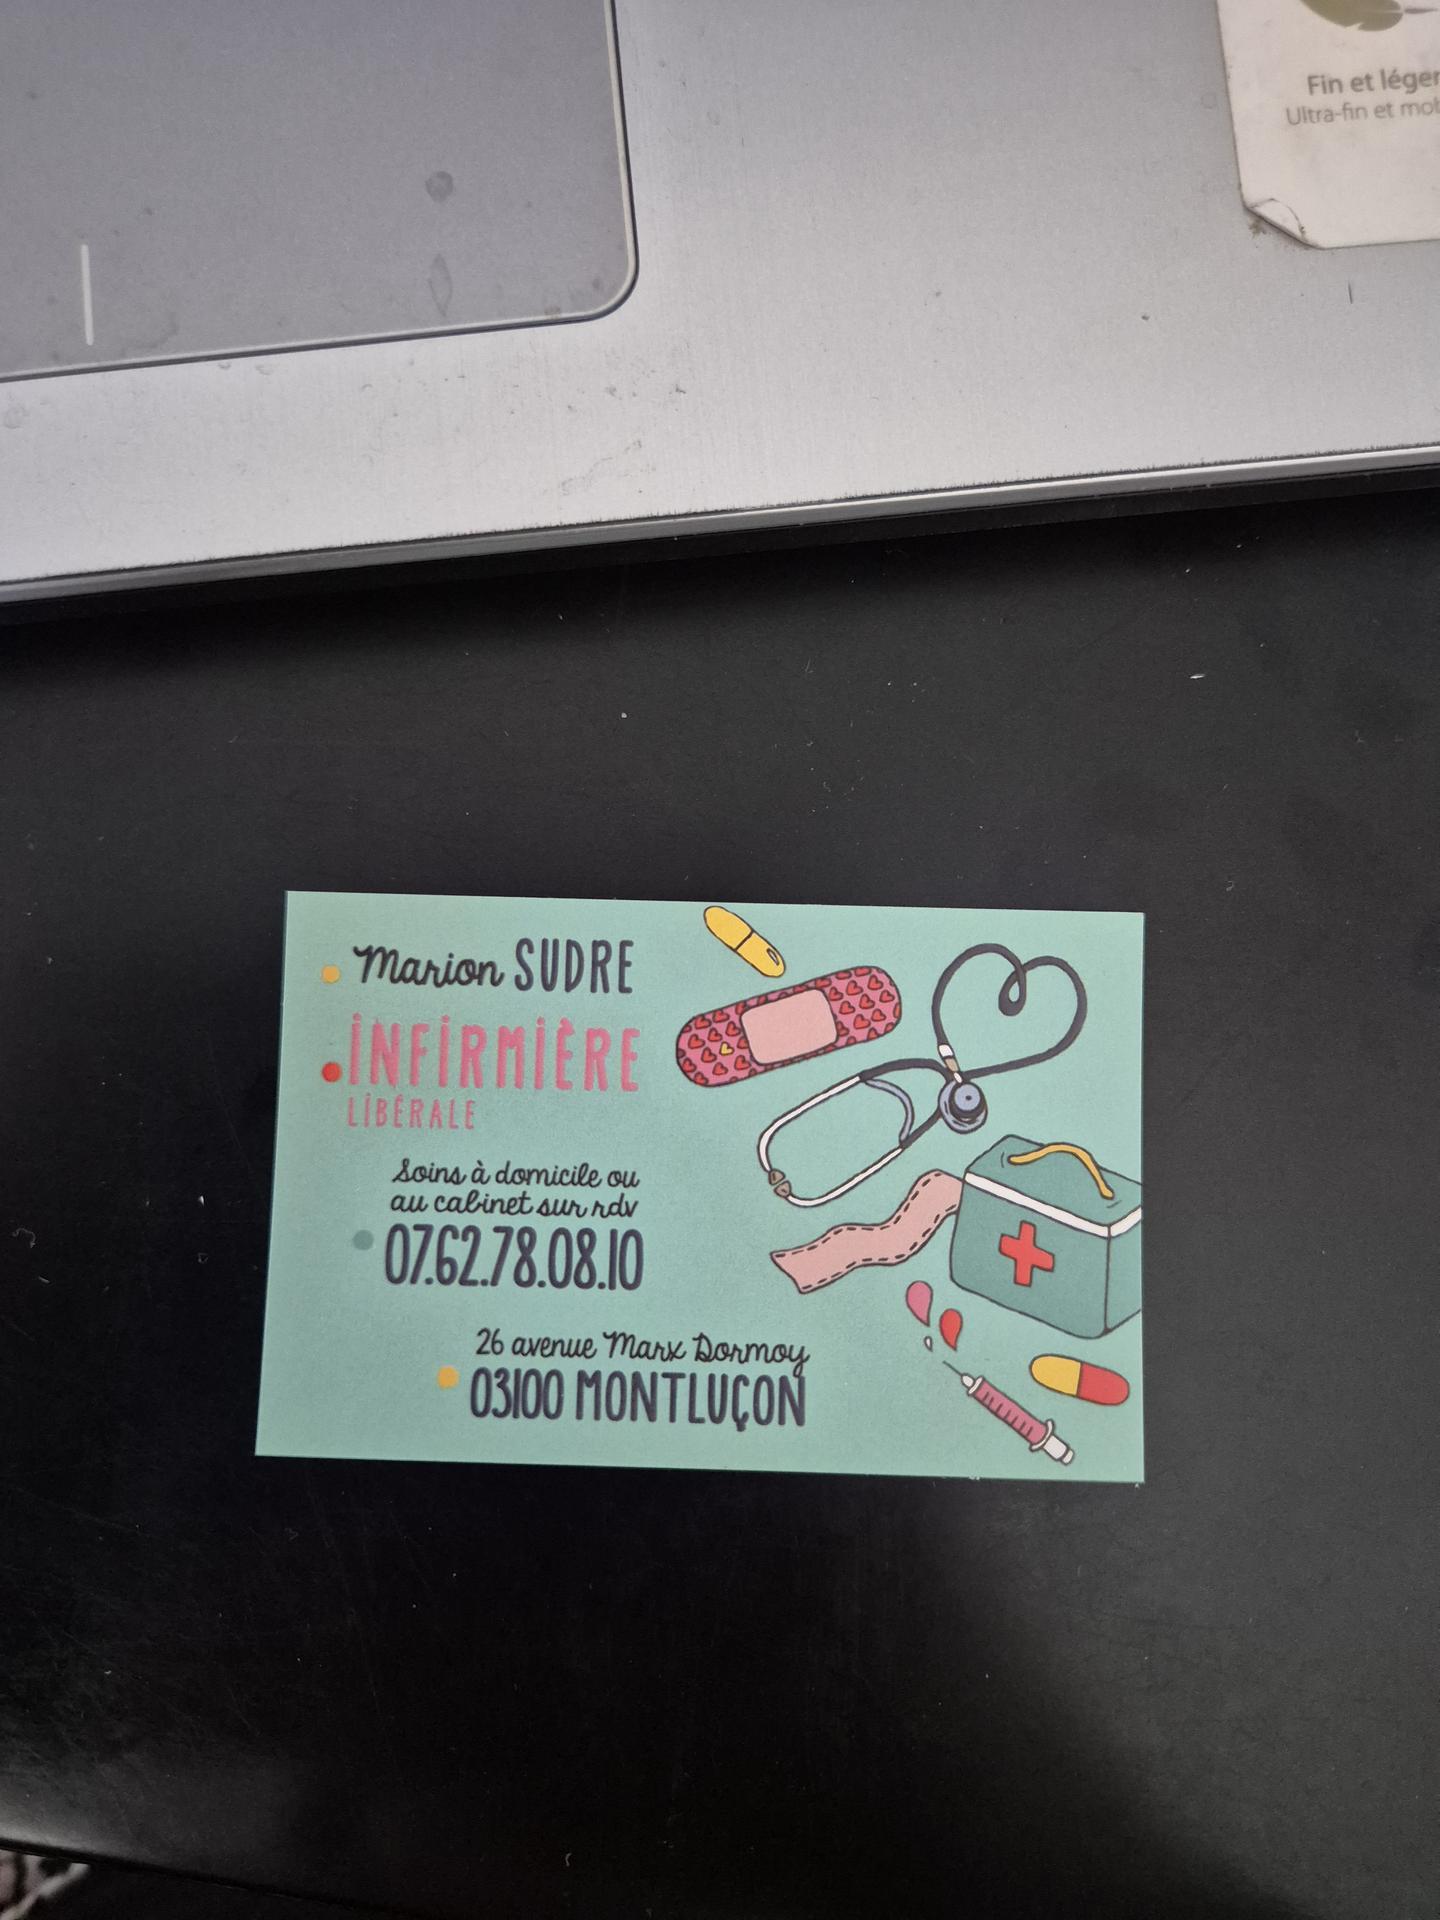 Fin et léger
Ultra-fin et
Marion SUDRE
INFIRMIÈRE
LIBÉRALE
Soins à domicile ou
au cabinet sur rdv
07.62.78.08.10
26 avenue Marx Dormoy
03100 MONTLUÇON